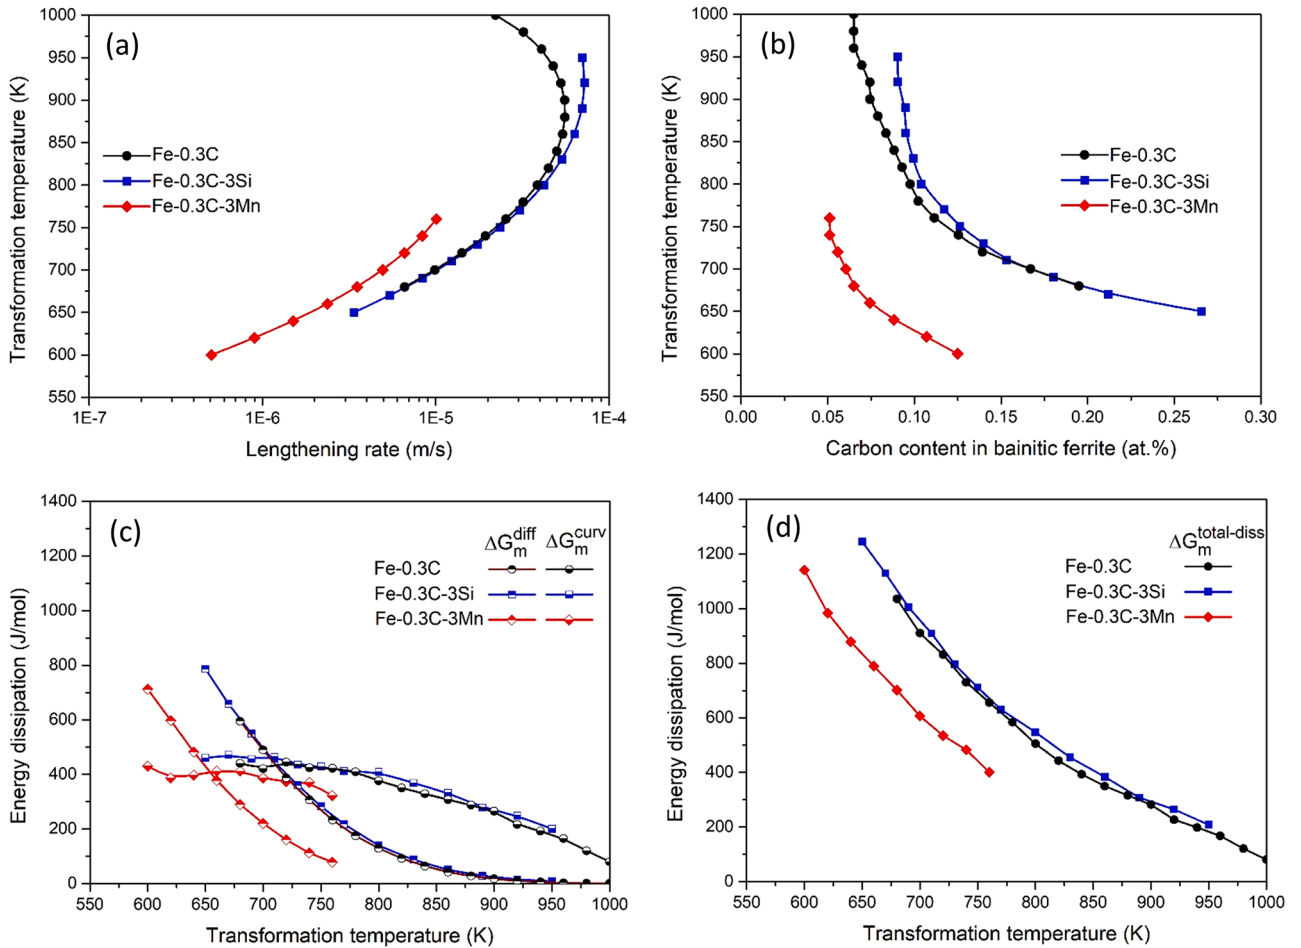 (a)
1000
950
900
850
800
750
700
650
600
550
Transformation temperature (K)
Fe-0.3C
Fe-0.3C-3Si
Fe-0.3C-3Mn
1E-7
1E-6
1E-5
1E-4
Lengthening rate (m/s)
(b)
1000
950
900
850
800
750
700
650
600
550
Transformation temperature (K)
Fe-0.3C
Fe-0.3C-3Si
Fe-0.3C-3Mn
0.00
0.05
0.10
0.15
0.20
0.25
0.30
Carbon content in bainitic ferrite (at.%)
(c)
1400
1200
1000
800
600
400
200
0
Energy dissipation (J/mol)
ΔG_m^diff ΔG_m^curv
Fe-0.3C
Fe-0.3C-3Si
Fe-0.3C-3Mn
550
600
650
700
750
800
850
900
950
1000
Transformation temperature (K)
(d)
1400
1200
1000
800
600
400
200
0
Energy dissipation (J/mol)
ΔG_m^total-diss
Fe-0.3C
Fe-0.3C-3Si
Fe-0.3C-3Mn
550
600
650
700
750
800
850
900
950
1000
Transformation temperature (K)